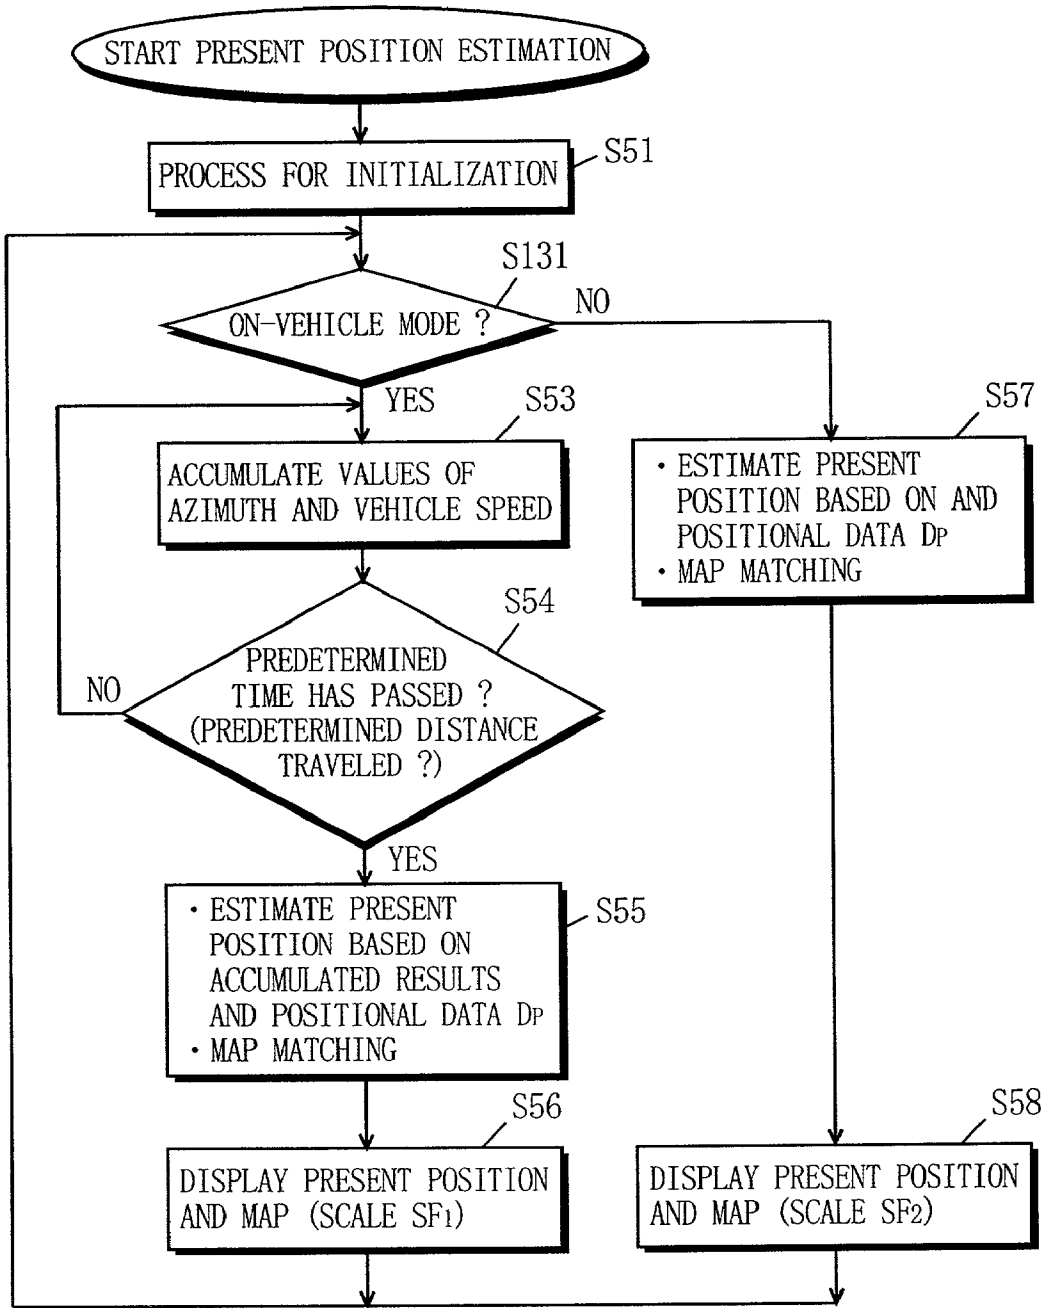 START PRESENT POSITION ESTIMATION
S51
PROCESS FOR INITIALIZATION
S131
ON-VEHICLE MODE ?
NO
YES
S53
ACCUMULATE VALUES OF
AZIMUTH AND VEHICLE SPEED
S57
· ESTIMATE PRESENT
POSITION BASED ON AND
POSITIONAL DATA DP
· MAP MATCHING
S54
PREDETERMINED
TIME HAS PASSED ?
(PREDETERMINED DISTANCE
TRAVELED ?)
NO
YES
S55
· ESTIMATE PRESENT
POSITION BASED ON
ACCUMULATED RESULTS
AND POSITIONAL DATA DP
· MAP MATCHING
S56
DISPLAY PRESENT POSITION
AND MAP (SCALE SF1)
S58
DISPLAY PRESENT POSITION
AND MAP (SCALE SF2)